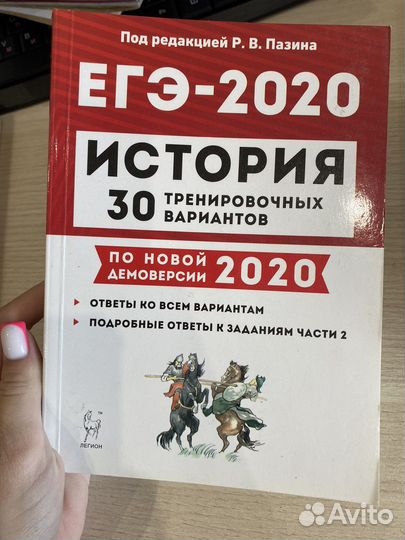 Под редакцией Р. В. Пазина
ЕГЭ-2020
ИСТОРИЯ
30 ТРЕНИРОВОЧНЫХ
ВАРИАНТОВ
ПО НОВОЙ
ДЕМОВЕРСИИ 2020
ОТВЕТЫ КО ВСЕМ ВАРИАНТАМ
ПОДРОБНЫЕ ОТВЕТЫ К ЗАДАНИЯМ ЧАСТИ 2
TM
ЛЕГИОН
Avito